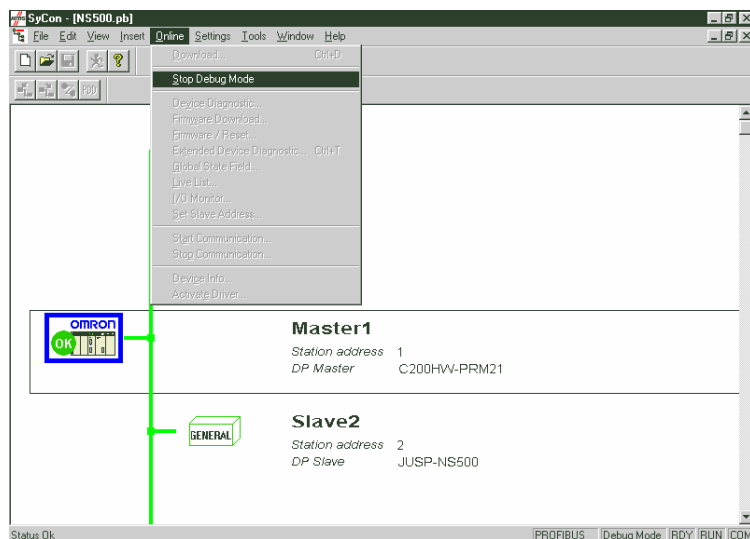 SyCon - [NS500.pb]
File Edit View Insert Online Settings Tools Window Help
Download... Ctrl+D
Stop Debug Mode
Device Diagnostic...
Firmware Download...
Firmware / Reset...
Extended Device Diagnostic... Ctrl+T
Global State Field...
Live List...
I/O Monitor...
Set Slave Address...
Start Communication...
Stop Communication...
Device Info...
Activate Driver...
OMRON
OK
Master1
Station address 1
DP Master C200HW-PRM21
GENERAL
Slave2
Station address 2
DP Slave JUSP-NS500
Status Ok PROFIBUS Debug Mode RDY RUN COM